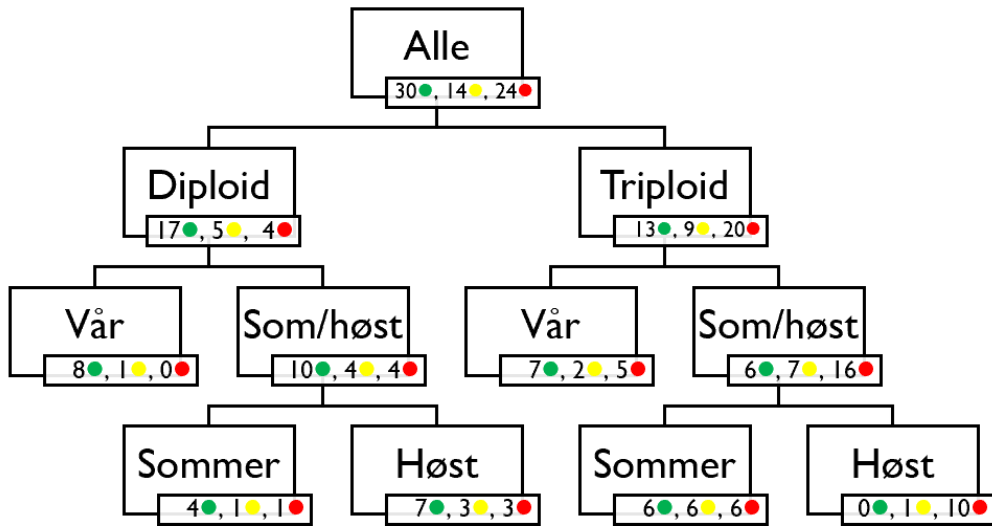 Alle
30, 14, 24
Diploid
17, 5, 4
Triploid
13, 9, 20
Vår
8, 1, 0
Som/høst
10, 4, 4
Vår
7, 2, 5
Som/høst
6, 7, 16
Sommer
4, 1, 1
Høst
7, 3, 3
Sommer
6, 6, 6
Høst
0, 1, 10